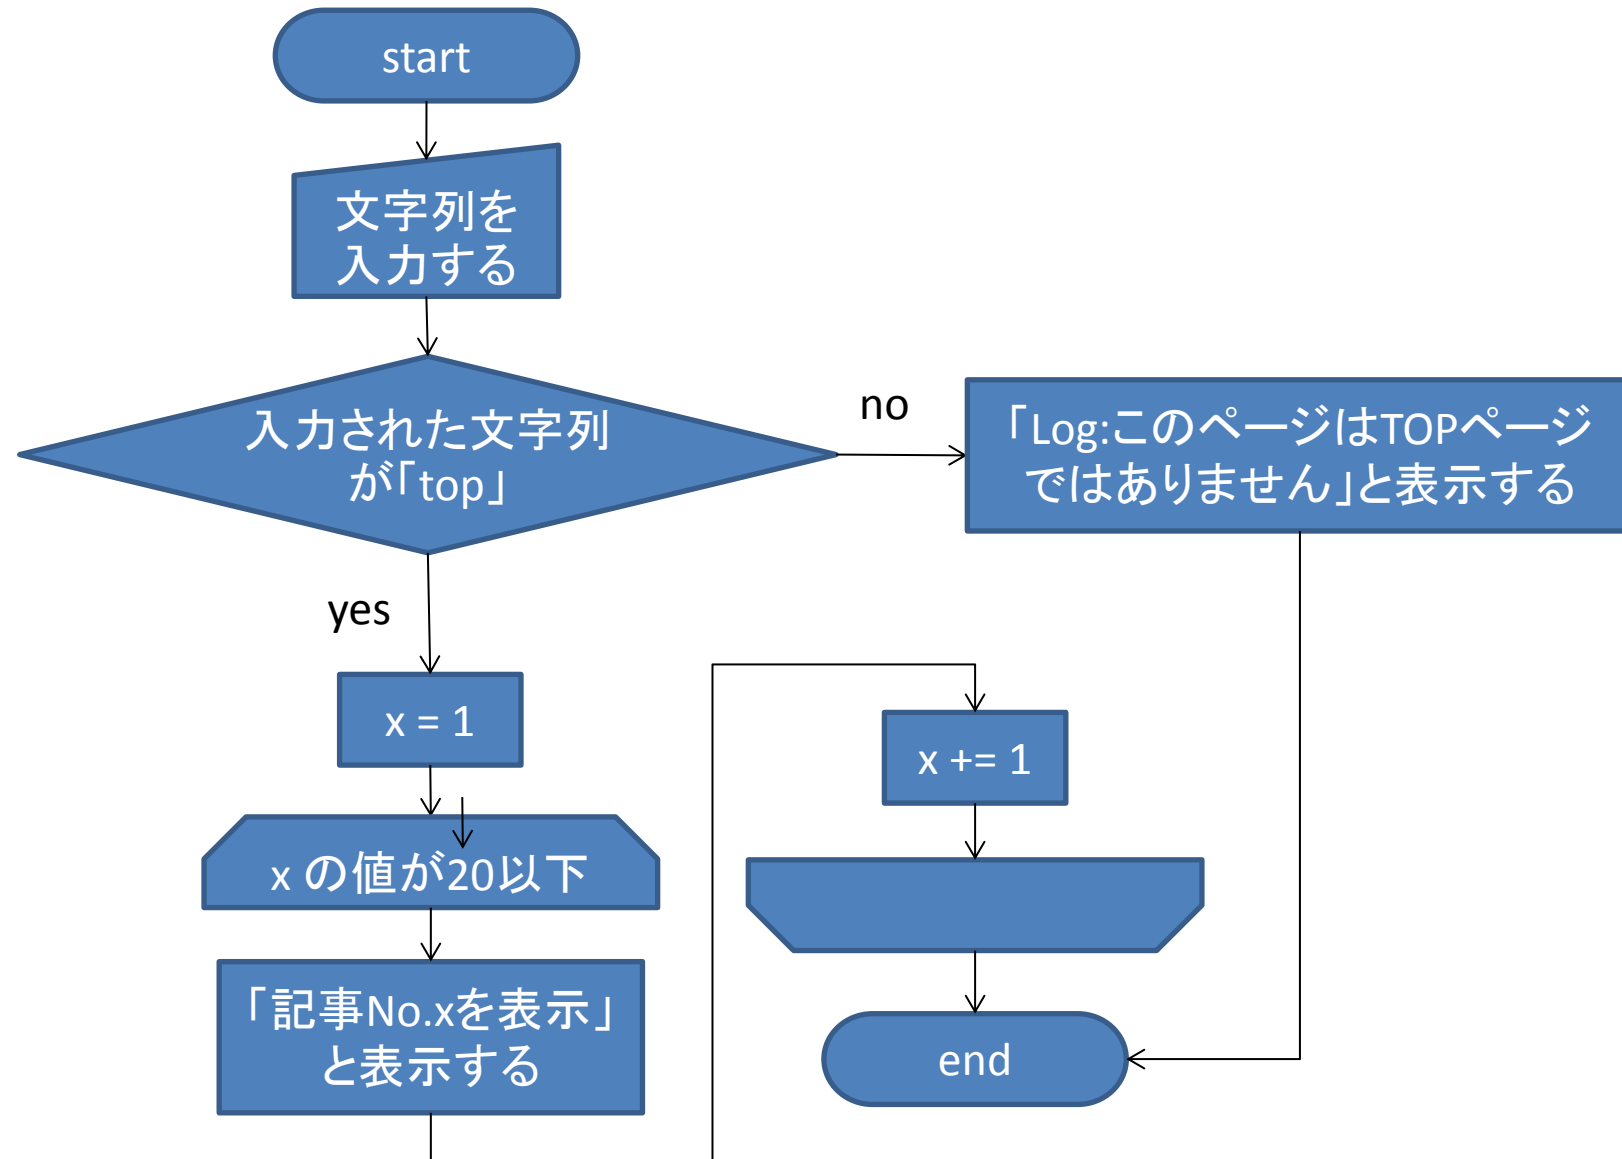 start
文字列を
入力する
入力された文字列
が「top」
no
「Log:このページはTOPページ
ではありません」と表示する
yes
x = 1
x の値が20以下
「記事No.xを表示」
と表示する
x += 1
end